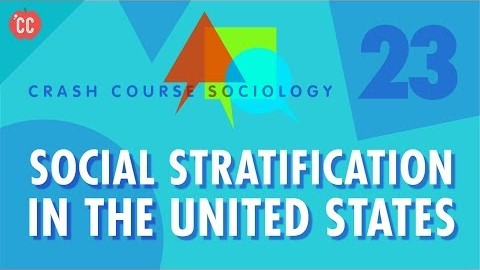 CC
CRASH COURSE SOCIOLOGY
23
SOCIAL STRATIFICATION
IN THE UNITED STATES